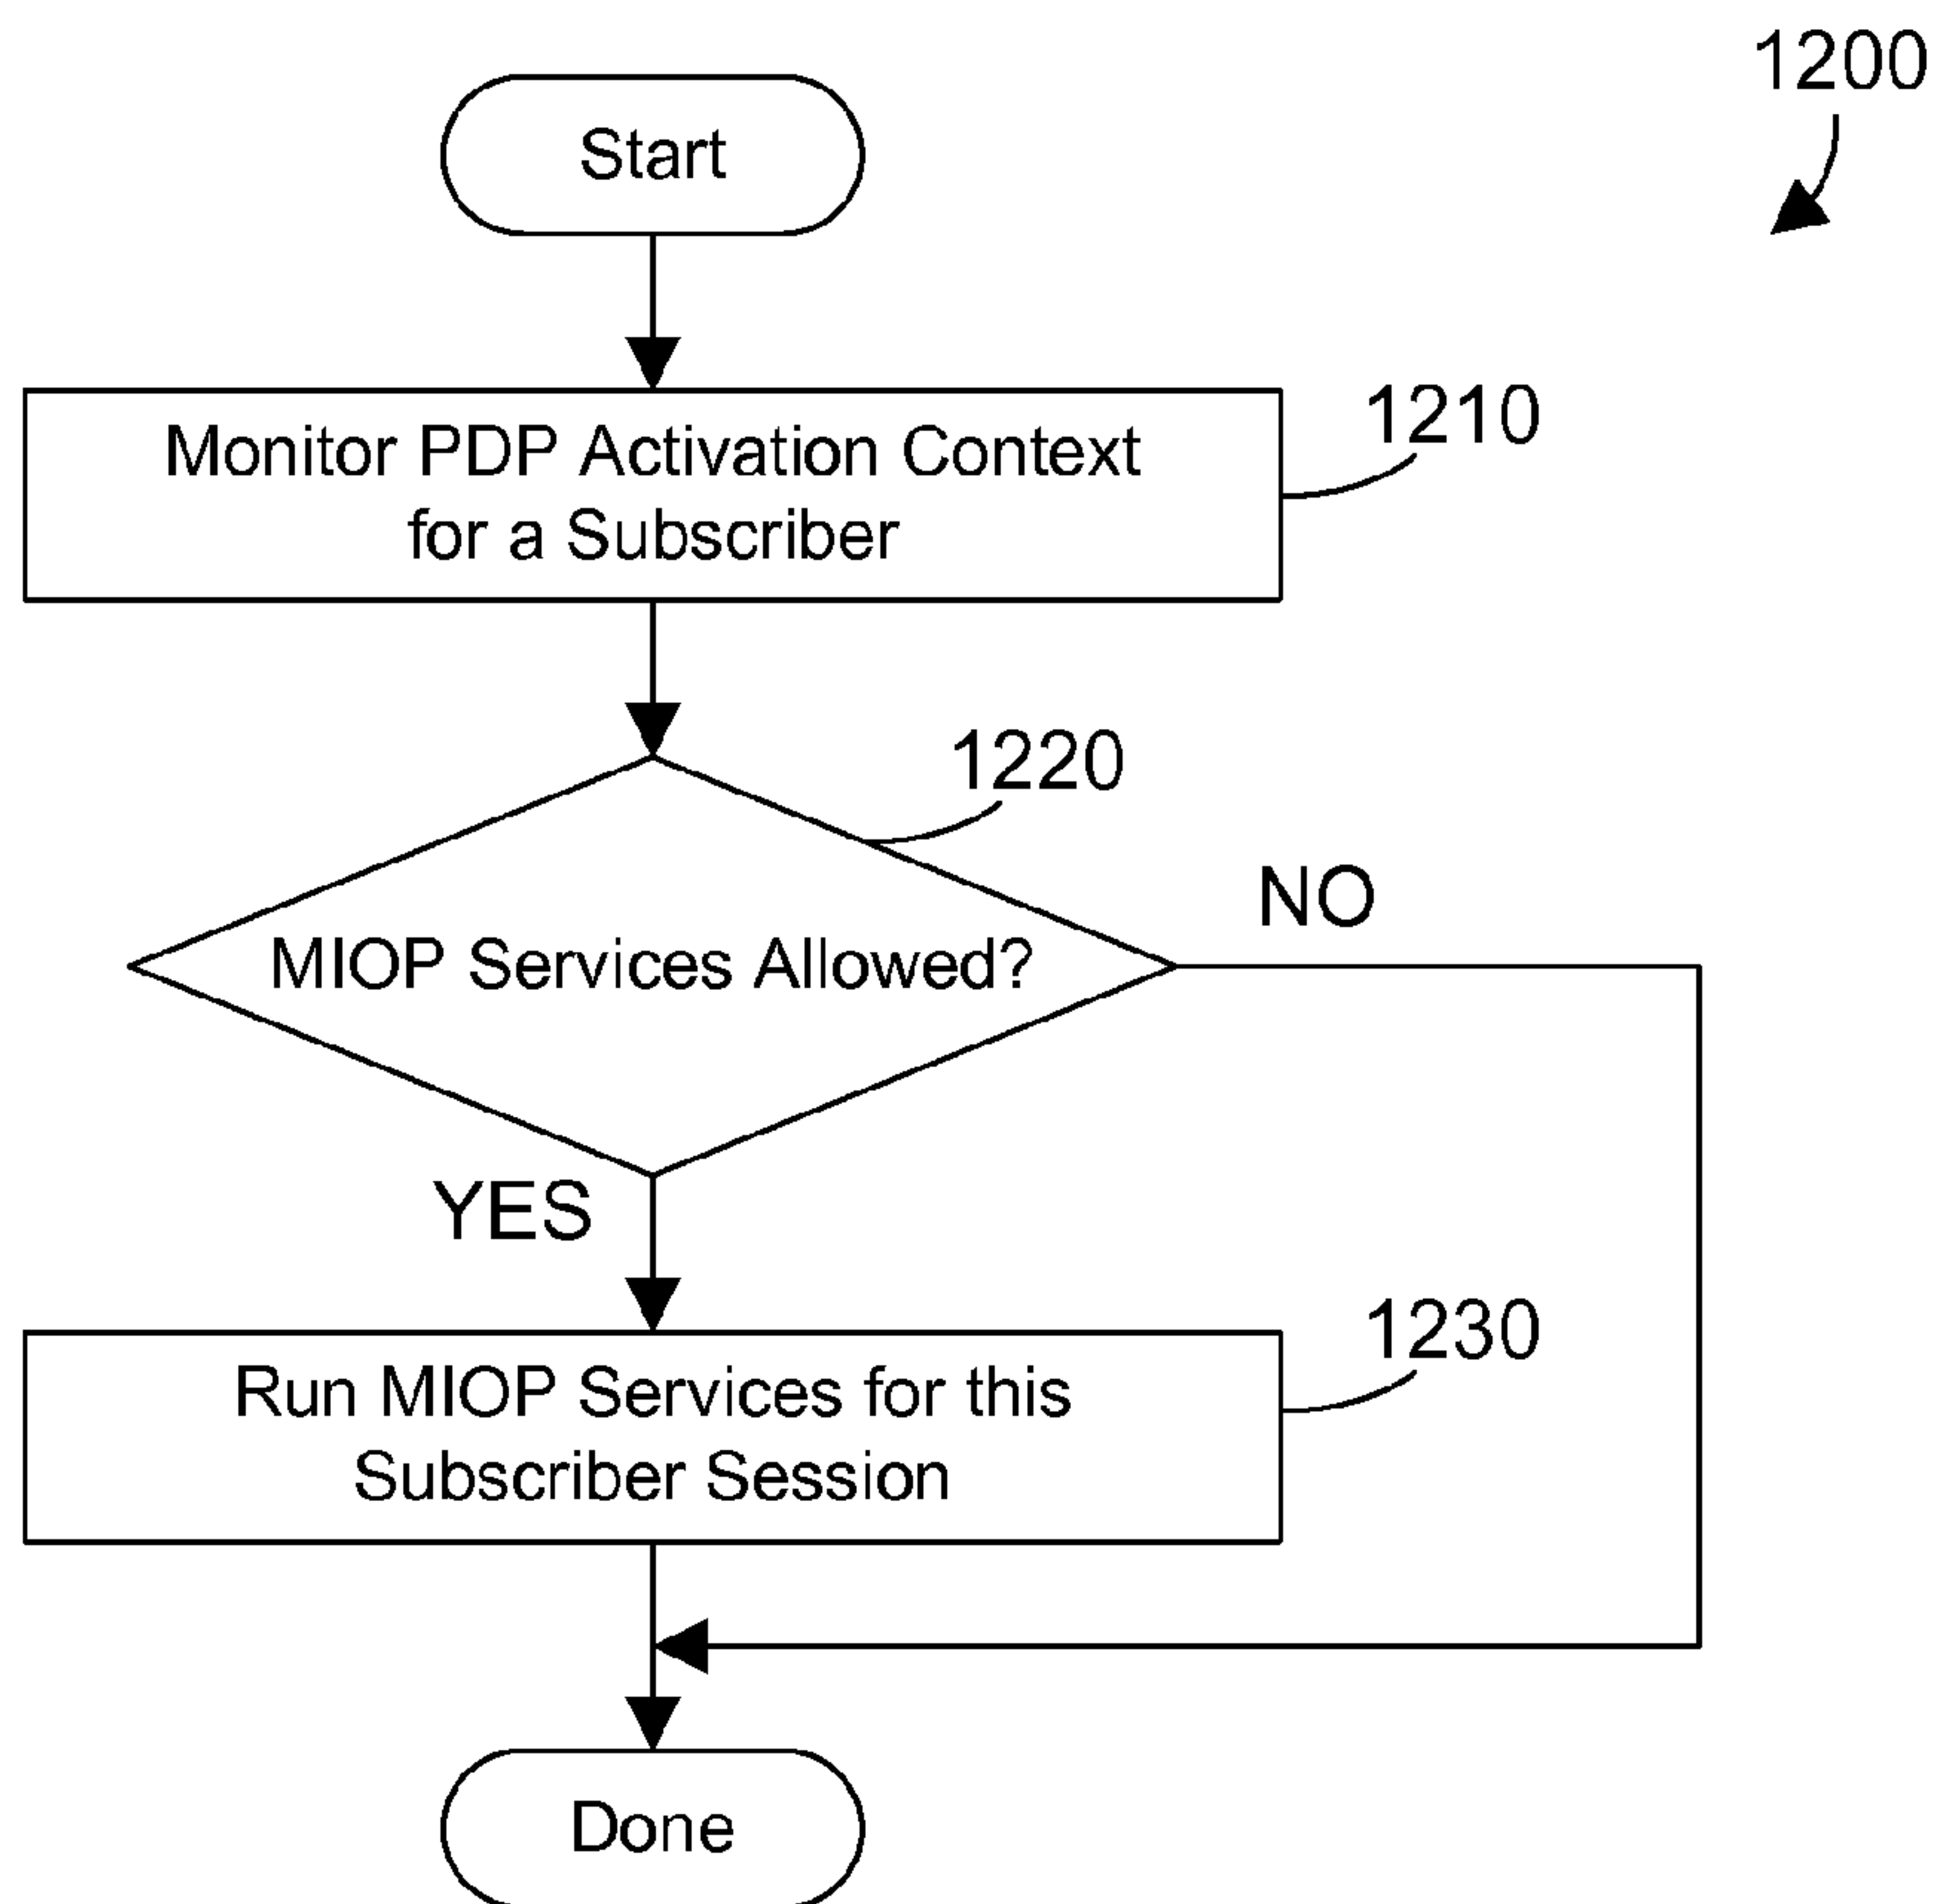 1200
Start
Monitor PDP Activation Context
for a Subscriber
1210
1220
MIOP Services Allowed?
NO
YES
Run MIOP Services for this
Subscriber Session
1230
Done